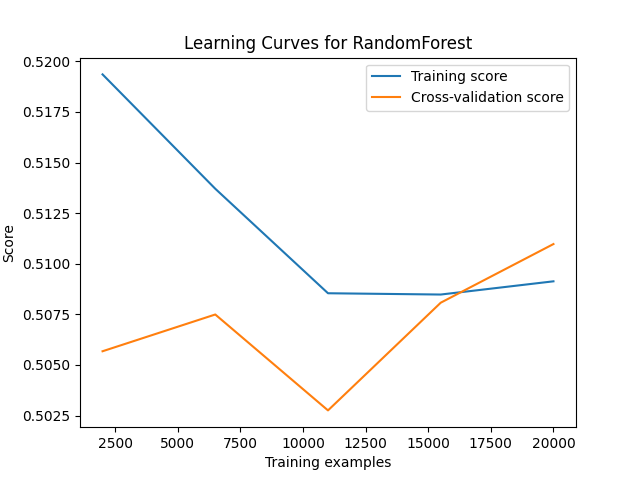 Learning Curves for RandomForest
Training score
Cross-validation score
0.5200
0.5175
0.5150
0.5125
0.5100
0.5075
0.5050
0.5025
Score
2500 5000 7500 10000 12500 15000 17500 20000
Training examples